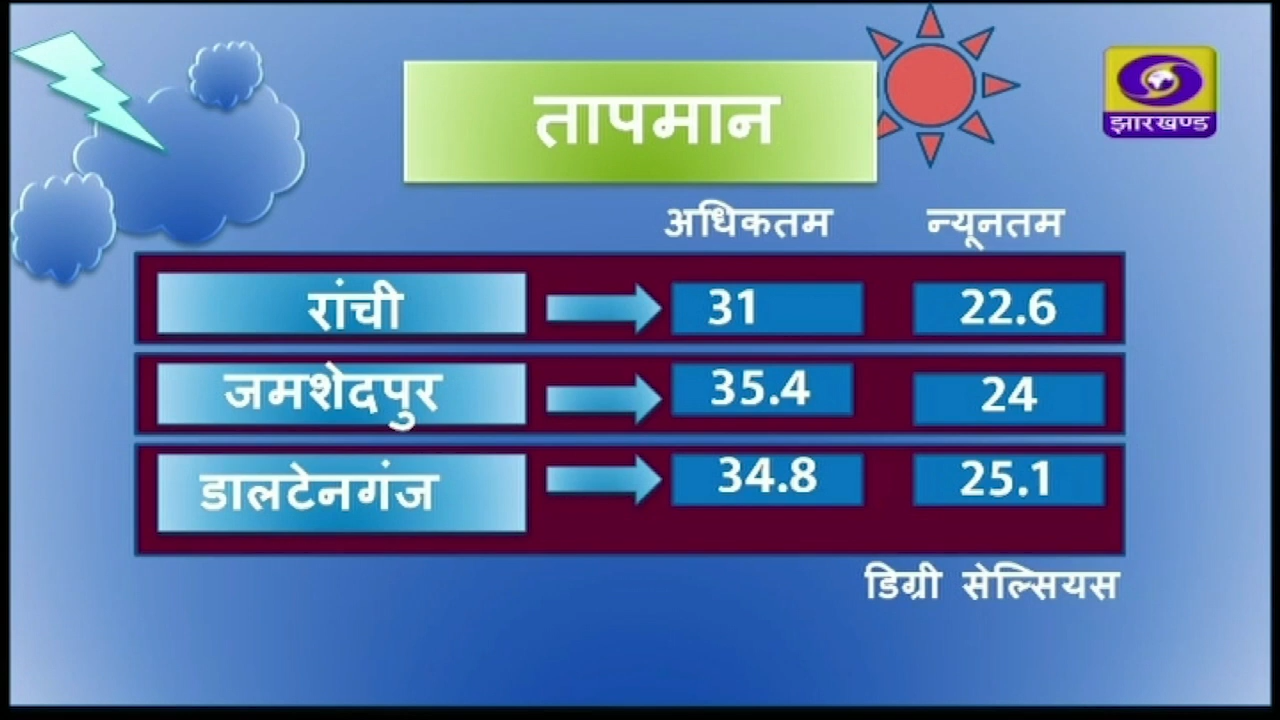 तापमान
झारखण्ड
अधिकतम न्यूनतम
रांची 31 22.6
जमशेदपुर 35.4 24
डालटेनगंज 34.8 25.1
डिग्री सेल्सियस